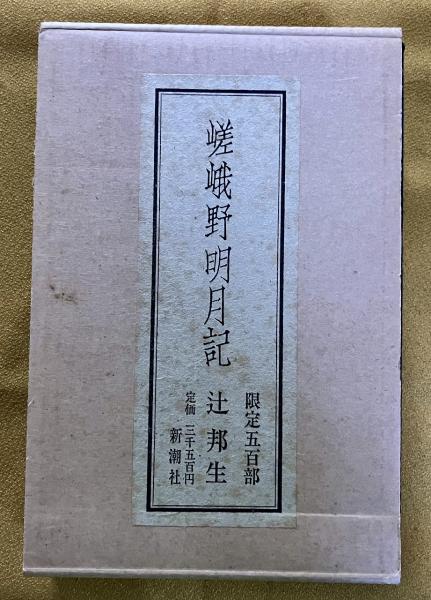 限定五百部
嵯峨野明月記 辻邦生
定価 三千五百円 新潮社